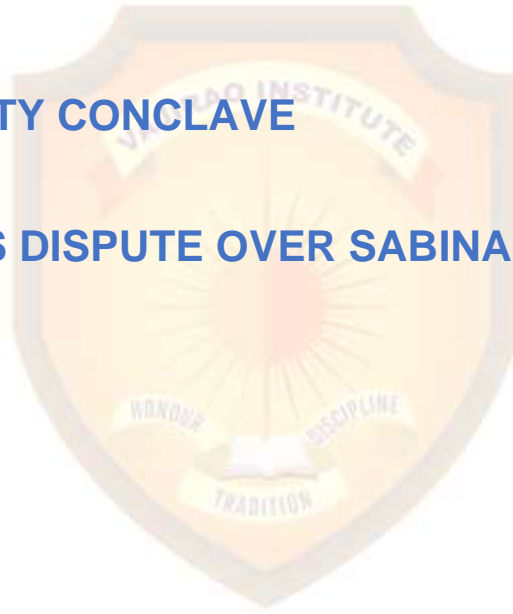 TY CONCLAVE
S DISPUTE OVER SABINA
INSTITUTE
HONOUR
DISCIPLINE
TRADITION